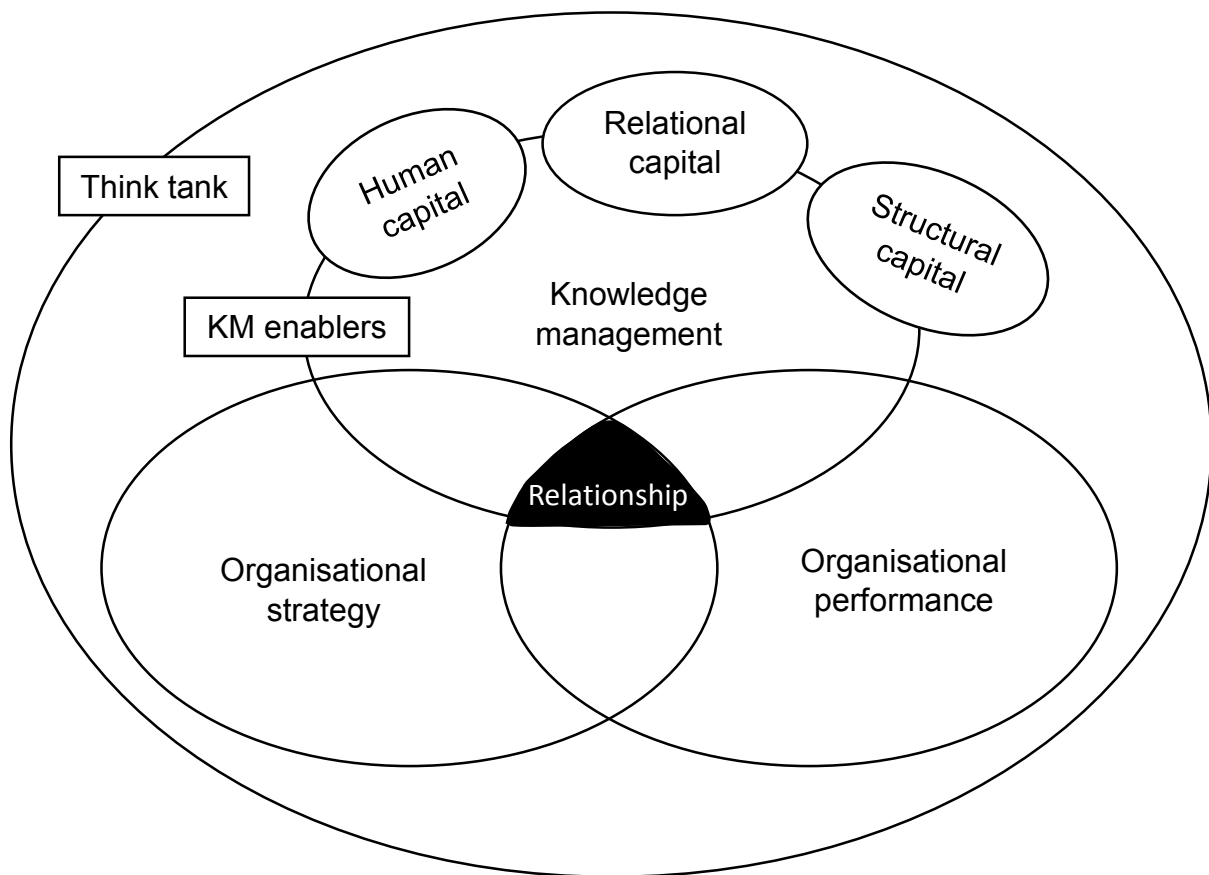 Relational
capital
Human
capital
Think tank
Structural
capital
Knowledge
management
KM enablers
Relationship
Organisational
strategy
Organisational
performance